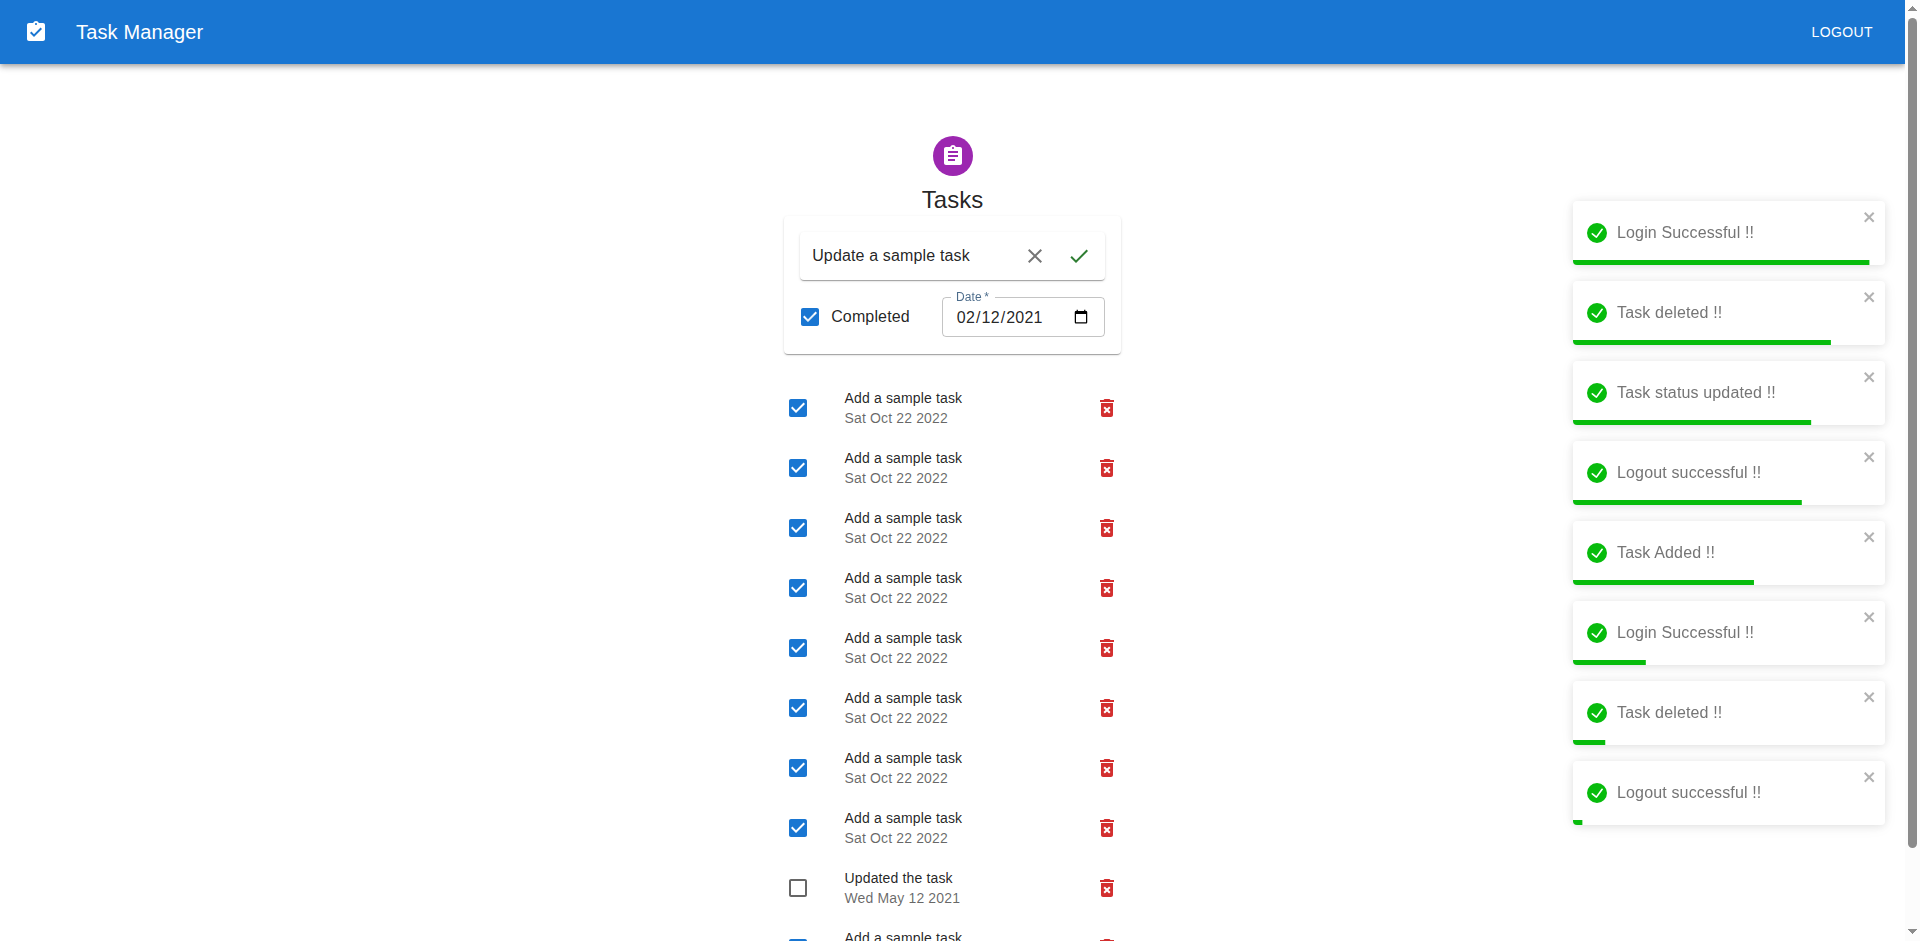 Task Manager
LOGOUT
Tasks
Update a sample task
Completed
Date *
02/12/2021
Add a sample task
Sat Oct 22 2022
Add a sample task
Sat Oct 22 2022
Add a sample task
Sat Oct 22 2022
Add a sample task
Sat Oct 22 2022
Add a sample task
Sat Oct 22 2022
Add a sample task
Sat Oct 22 2022
Add a sample task
Sat Oct 22 2022
Add a sample task
Sat Oct 22 2022
Updated the task
Wed May 12 2021
Add a sample task
Login Successful !!
Task deleted !!
Task status updated !!
Logout successful !!
Task Added !!
Login Successful !!
Task deleted !!
Logout successful !!